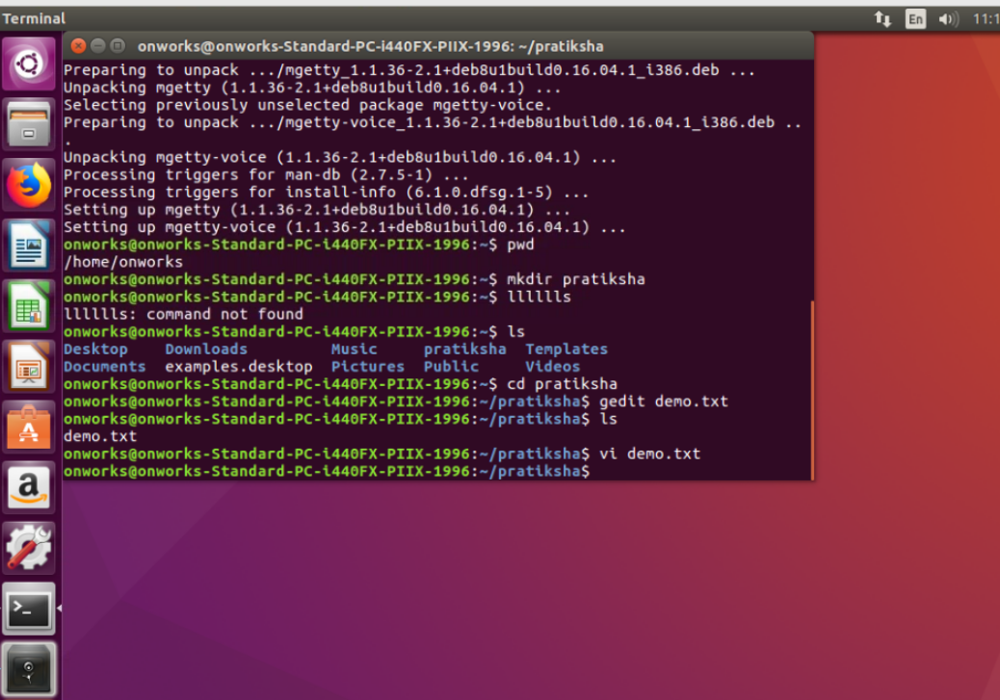 Terminal
En
11:1
onworks@onworks-Standard-PC-i440FX-PIIX-1996: ~/pratiksha
Preparing to unpack .../mgetty_1.1.36-2.1+deb8u1build0.16.04.1_i386.deb ...
Unpacking mgetty (1.1.36-2.1+deb8u1build0.16.04.1) ...
Selecting previously unselected package mgetty-voice.
Preparing to unpack .../mgetty-voice_1.1.36-2.1+deb8u1build0.16.04.1_i386.deb ..
.
Unpacking mgetty-voice (1.1.36-2.1+deb8u1build0.16.04.1) ...
Processing triggers for man-db (2.7.5-1) ...
Processing triggers for install-info (6.1.0.dfsg.1-5) ...
Setting up mgetty (1.1.36-2.1+deb8u1build0.16.04.1) ...
Setting up mgetty-voice (1.1.36-2.1+deb8u1build0.16.04.1) ...
onworks@onworks-Standard-PC-i440FX-PIIX-1996:~$ pwd
/home/onworks
onworks@onworks-Standard-PC-i440FX-PIIX-1996:~$ mkdir pratiksha
onworks@onworks-Standard-PC-i440FX-PIIX-1996:~$ lllllls
lllllls: command not found
onworks@onworks-Standard-PC-i440FX-PIIX-1996:~$ ls
Desktop Downloads Music pratiksha Templates
Documents examples.desktop Pictures Public Videos
onworks@onworks-Standard-PC-i440FX-PIIX-1996:~$ cd pratiksha
onworks@onworks-Standard-PC-i440FX-PIIX-1996:~/pratiksha$ gedit demo.txt
onworks@onworks-Standard-PC-i440FX-PIIX-1996:~/pratiksha$ ls
demo.txt
onworks@onworks-Standard-PC-i440FX-PIIX-1996:~/pratiksha$ vi demo.txt
onworks@onworks-Standard-PC-i440FX-PIIX-1996:~/pratiksha$